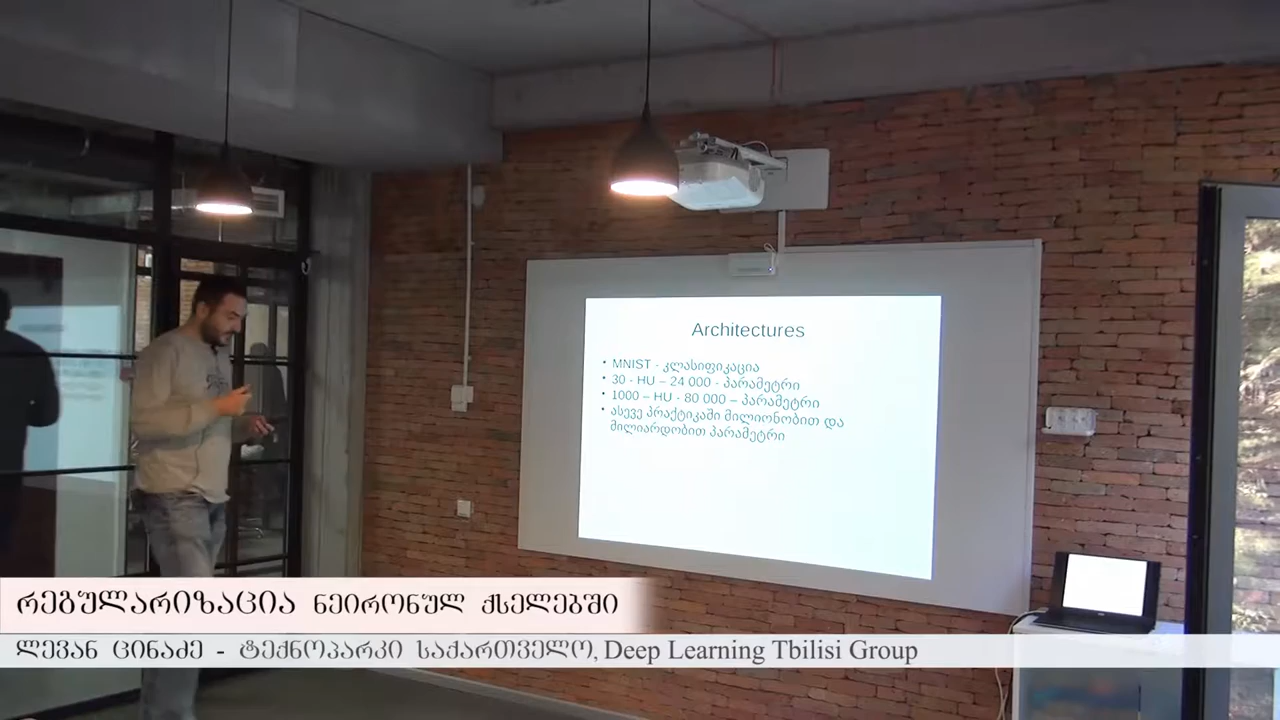 Architectures
• MNIST - კლასიფიკაცია
• 30 - HU – 24 000 - პარამეტრი
• 1000 – HU - 80 000 – პარამეტრი
• ასევე პრაქტიკაში მილიონობით და
მილიარდობით პარამეტრი
რეგულარიზაცია ნეირონულ ქსელებში
ლევან ცინაძე - ტექნოპარკი საქართველო, Deep Learning Tbilisi Group